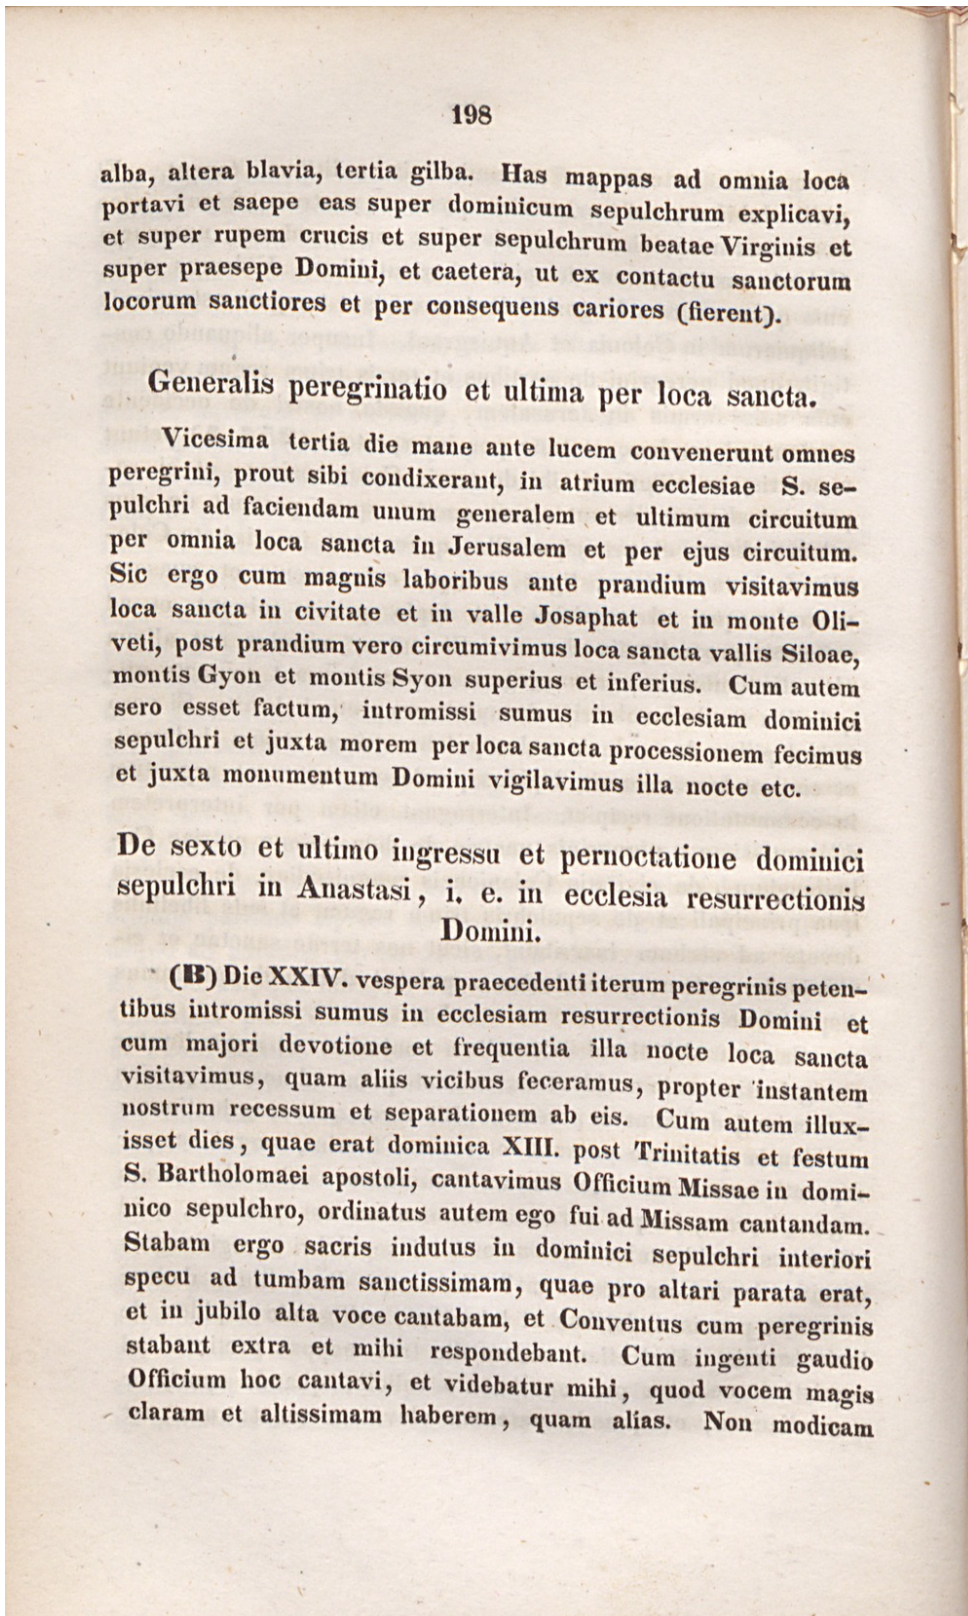 198
alba, altera blavia, tertia gilba. Has mappas ad omnia loca
portavi et saepe eas super dominicum sepulchrum explicavi,
et super rupem crucis et super sepulchrum beatae Virginis et
super praesepe Domini, et caetera, ut ex contactu sanctorum
locorum sanctiores et per consequens cariores (fierent).
Generalis peregrinatio et ultima per loca sancta.
Vicesima tertia die mane ante lucem convenerunt omnes
peregrini, prout sibi condixerant, in atrium ecclesiae S. se-
pulchri ad faciendam unum generalem et ultimum circuitum
per omnia loca sancta in Jerusalem et per ejus circuitum.
Sic ergo cum magnis laboribus ante prandium visitavimus
loca sancta in civitate et in valle Josaphat et in monte Oli-
veti, post prandium vero circumivimus loca sancta vallis Siloae,
montis Gyon et montis Syon superius et inferius. Cum autem
sero esset factum, intromissi sumus in ecclesiam dominici
sepulchri et juxta morem per loca sancta processionem fecimus
et juxta monumentum Domini vigilavimus illa nocte etc.
De sexto et ultimo ingressu et pernoctatione dominici
sepulchri in Anastasi, i. e. in ecclesia resurrectionis
Domini.
(B) Die XXIV. vespera praecedenti iterum peregrinis peten-
tibus intromissi sumus in ecclesiam resurrectionis Domini et
cum majori devotione et frequentia illa nocte loca sancta
visitavimus, quam aliis vicibus feceramus, propter instantem
nostrum recessum et separationem ab eis. Cum autem illux-
isset dies, quae erat dominica XIII. post Trinitatis et festum
S. Bartholomaei apostoli, cantavimus Officium Missae in domi-
nico sepulchro, ordinatus autem ego fui ad Missam cantandam.
Stabam ergo sacris indutus in dominici sepulchri interiori
specu ad tumbam sanctissimam, quae pro altari parata erat,
et in jubilo alta voce cantabam, et Conventus cum peregrinis
stabant extra et mihi respondebant. Cum ingenti gaudio
Officium hoc cantavi, et videbatur mihi, quod vocem magis
claram et altissimam haberem, quam alias. Non modicam